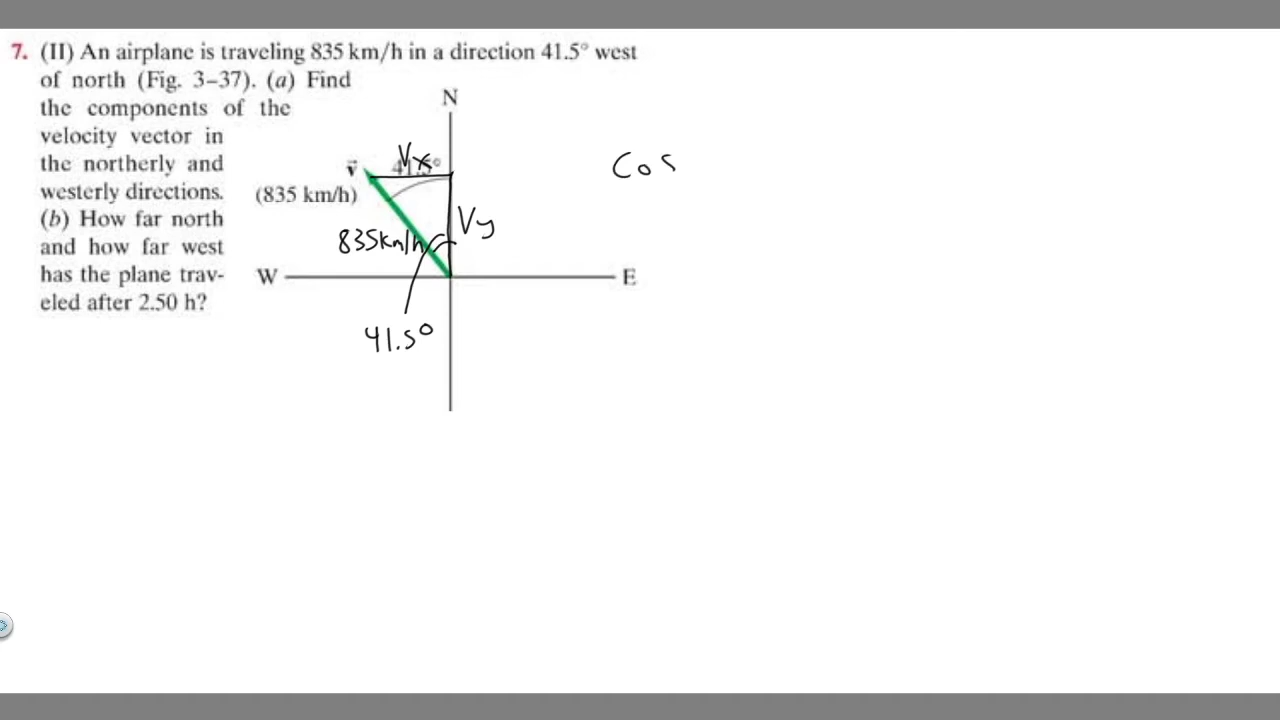 7. (II) An airplane is traveling 835 km/h in a direction 41.5° west
of north (Fig. 3–37). (a) Find
the components of the
velocity vector in
the northerly and
westerly directions.
(b) How far north
and how far west
has the plane trav-
eled after 2.50 h?
N
Vx
v
(835 km/h)
Vy
835km/h
W
E
41.5°
Cos